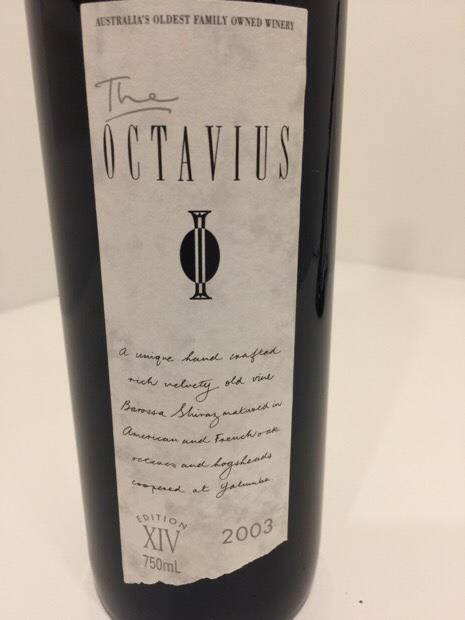 AUSTRALIA'S OLDEST FAMILY OWNED WINERY
The
OCTAVIUS
A unique hand crafted
rich velvety old vine
Barossa Shiraz matured in
American and French oak
octaves and hogsheads
coopered at Yalumba
EDITION
XIV 2003
750mL